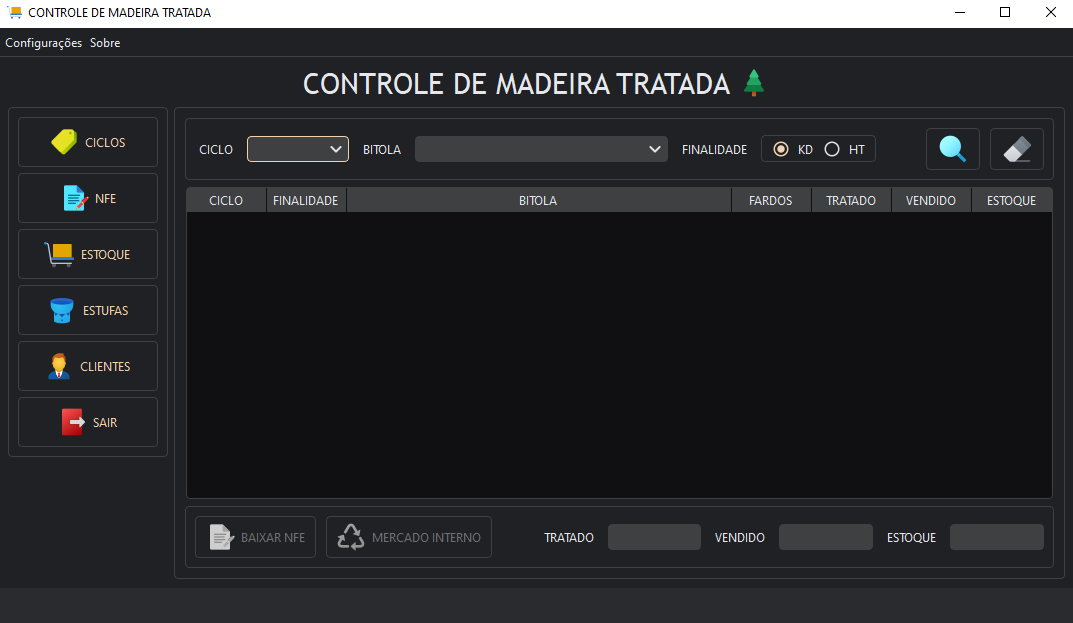 CONTROLE DE MADEIRA TRATADA
Configurações Sobre
CONTROLE DE MADEIRA TRATADA
CICLOS
NFE
ESTOQUE
ESTUFAS
CLIENTES
SAIR
CICLO BITOLA FINALIDADE KD HT
CICLO FINALIDADE BITOLA FARDOS TRATADO VENDIDO ESTOQUE
BAIXAR NFE MERCADO INTERNO TRATADO VENDIDO ESTOQUE